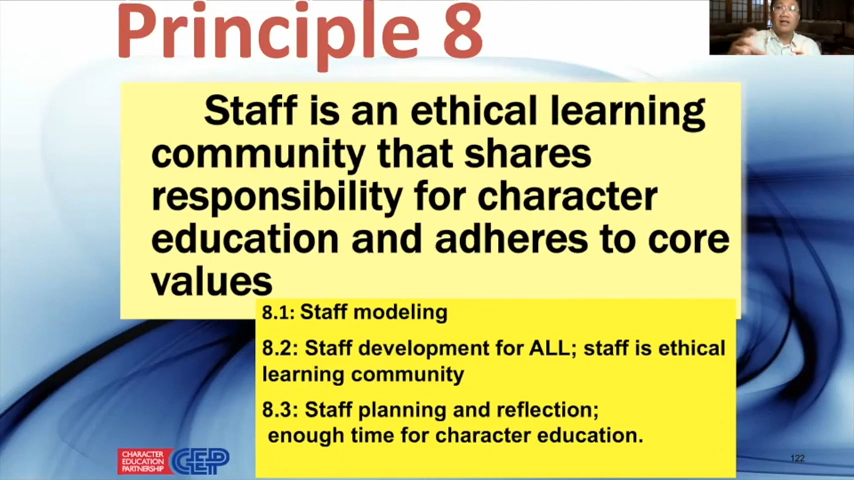 Principle 8
Staff is an ethical learning
community that shares
responsibility for character
education and adheres to core
values
8.1: Staff modeling
8.2: Staff development for ALL; staff is ethical
learning community
8.3: Staff planning and reflection;
enough time for character education.
CHARACTER
EDUCATION
PARTNERSHIP
CEP
122